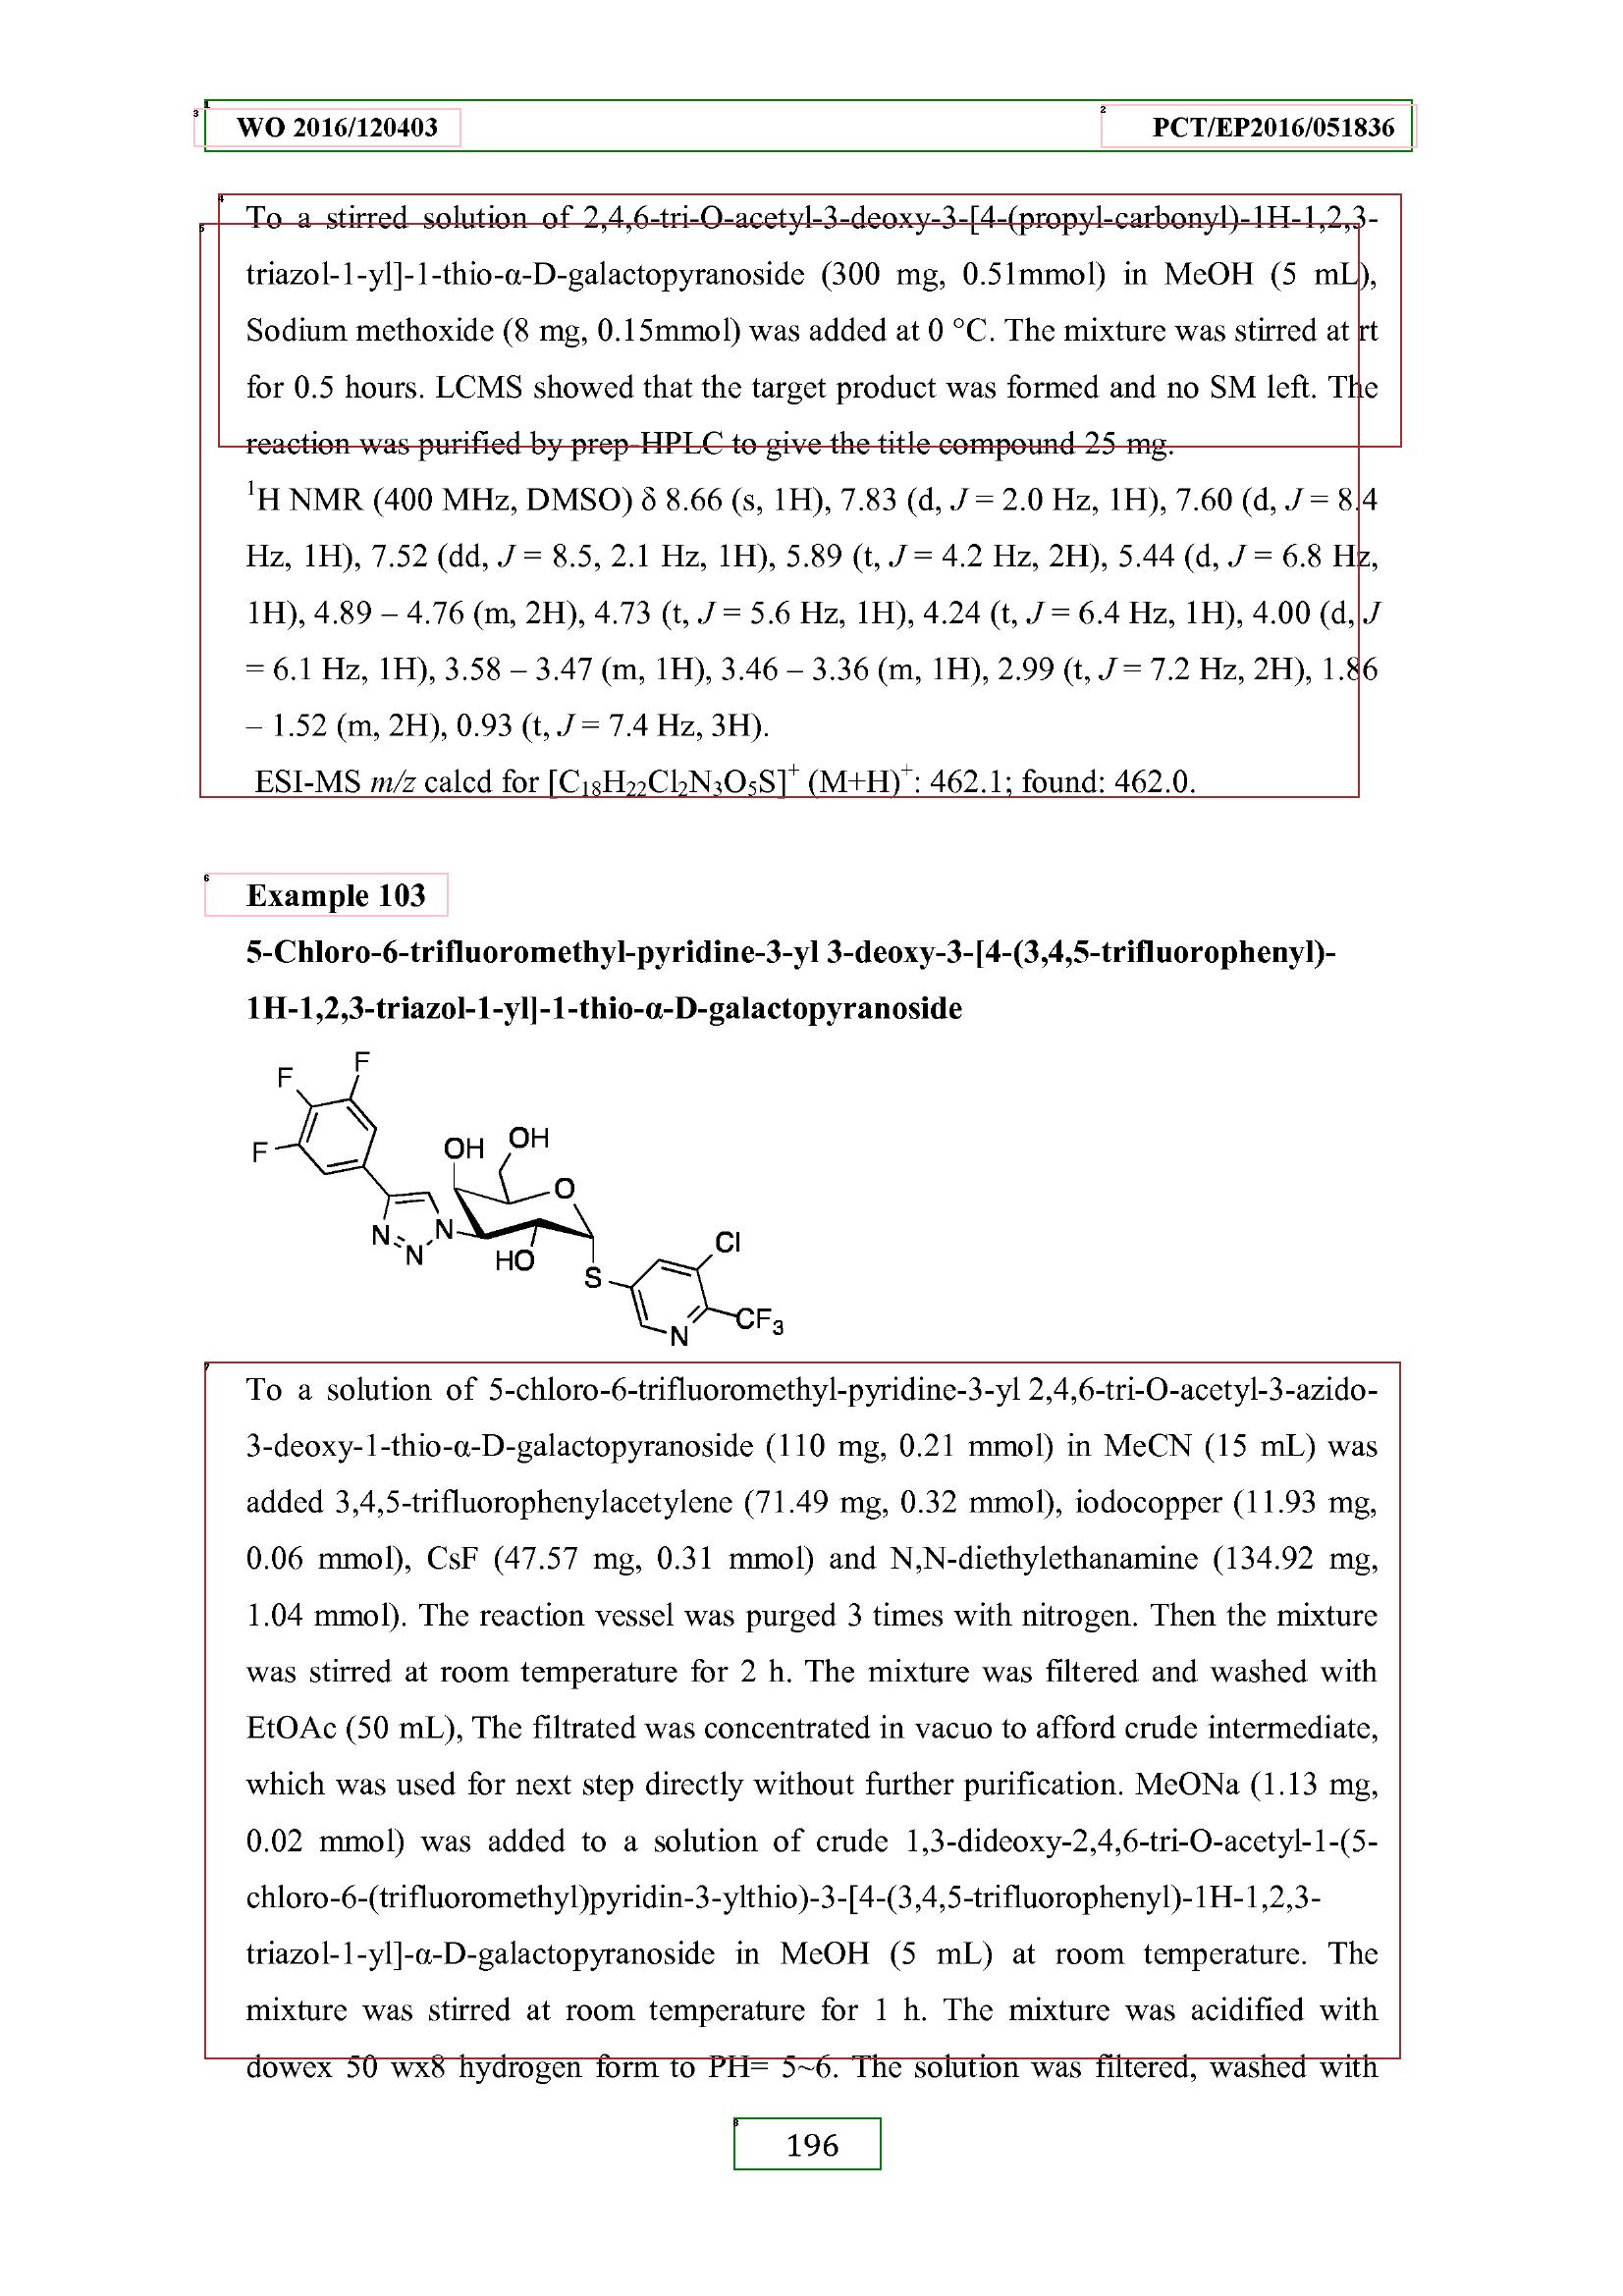 WO 2016/120403 PCT/EP2016/051836
To a stirred solution of 2,4,6-tri-O-acetyl-3-deoxy-3-[4-(propyl-carbonyl)-1H-1,2,3-
triazol-1-yl]-1-thio-α-D-galactopyranoside (300 mg, 0.51mmol) in MeOH (5 mL),
Sodium methoxide (8 mg, 0.15mmol) was added at 0 °C. The mixture was stirred at rt
for 0.5 hours. LCMS showed that the target product was formed and no SM left. The
reaction was purified by prep-HPLC to give the title compound 25 mg.
¹H NMR (400 MHz, DMSO) δ 8.66 (s, 1H), 7.83 (d, J = 2.0 Hz, 1H), 7.60 (d, J = 8.4
Hz, 1H), 7.52 (dd, J = 8.5, 2.1 Hz, 1H), 5.89 (t, J = 4.2 Hz, 2H), 5.44 (d, J = 6.8 Hz,
1H), 4.89 – 4.76 (m, 2H), 4.73 (t, J = 5.6 Hz, 1H), 4.24 (t, J = 6.4 Hz, 1H), 4.00 (d, J
= 6.1 Hz, 1H), 3.58 – 3.47 (m, 1H), 3.46 – 3.36 (m, 1H), 2.99 (t, J = 7.2 Hz, 2H), 1.86
– 1.52 (m, 2H), 0.93 (t, J = 7.4 Hz, 3H).
ESI-MS m/z calcd for [C₁₈H₂₂Cl₂N₃O₅S]⁺ (M+H)⁺: 462.1; found: 462.0.
Example 103
5-Chloro-6-trifluoromethyl-pyridine-3-yl 3-deoxy-3-[4-(3,4,5-trifluorophenyl)-
1H-1,2,3-triazol-1-yl]-1-thio-α-D-galactopyranoside
F
F
F
OH
OH
O
N
N
N
HO
S
Cl
N
CF₃
To a solution of 5-chloro-6-trifluoromethyl-pyridine-3-yl 2,4,6-tri-O-acetyl-3-azido-
3-deoxy-1-thio-α-D-galactopyranoside (110 mg, 0.21 mmol) in MeCN (15 mL) was
added 3,4,5-trifluorophenylacetylene (71.49 mg, 0.32 mmol), iodocopper (11.93 mg,
0.06 mmol), CsF (47.57 mg, 0.31 mmol) and N,N-diethylethanamine (134.92 mg,
1.04 mmol). The reaction vessel was purged 3 times with nitrogen. Then the mixture
was stirred at room temperature for 2 h. The mixture was filtered and washed with
EtOAc (50 mL), The filtrated was concentrated in vacuo to afford crude intermediate,
which was used for next step directly without further purification. MeONa (1.13 mg,
0.02 mmol) was added to a solution of crude 1,3-dideoxy-2,4,6-tri-O-acetyl-1-(5-
chloro-6-(trifluoromethyl)pyridin-3-ylthio)-3-[4-(3,4,5-trifluorophenyl)-1H-1,2,3-
triazol-1-yl]-α-D-galactopyranoside in MeOH (5 mL) at room temperature. The
mixture was stirred at room temperature for 1 h. The mixture was acidified with
dowex 50 wx8 hydrogen form to PH= 5~6. The solution was filtered, washed with
196